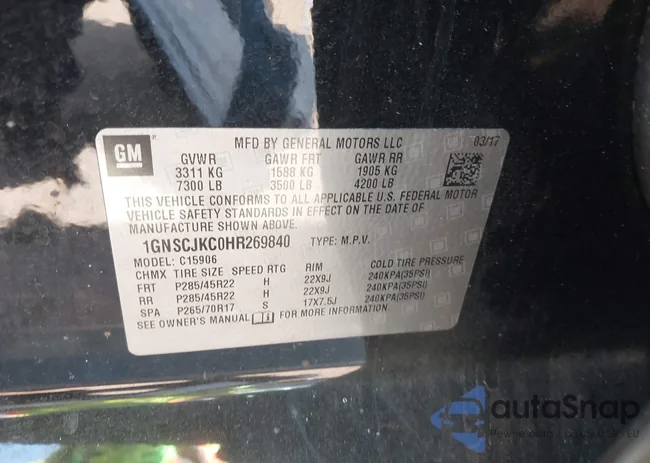 GM
MFD BY GENERAL MOTORS LLC 03/17
GVWR GAWR FRT GAWR RR
3311 KG 1588 KG 1905 KG
7300 LB 3500 LB 4200 LB
THIS VEHICLE CONFORMS TO ALL APPLICABLE U.S. FEDERAL MOTOR
VEHICLE SAFETY STANDARDS IN EFFECT ON THE DATE OF
MANUFACTURE SHOWN ABOVE.
1GNSCJKC0HR269840 TYPE: M.P.V.
MODEL: C15906
CHMX TIRE SIZE SPEED RTG RIM COLD TIRE PRESSURE
FRT P285/45R22 H 22X9J 240KPA(35PSI)
RR P285/45R22 H 22X9J 240KPA(35PSI)
SPA P265/70R17 S 17X7.5J 240KPA(35PSI)
SEE OWNER'S MANUAL FOR MORE INFORMATION.
autaSnap